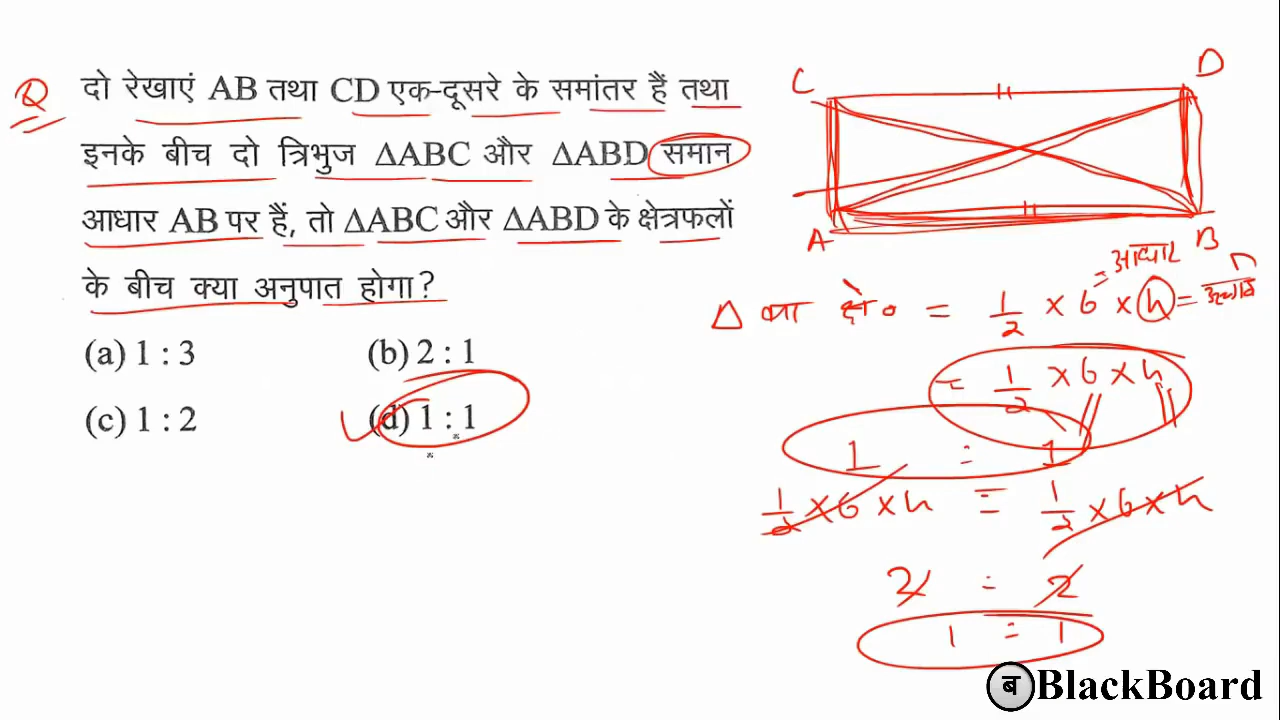 Q
दो रेखाएं AB तथा CD एक-दूसरे के समांतर हैं तथा
इनके बीच दो त्रिभुज ΔABC और ΔABD समान
आधार AB पर हैं, तो ΔABC और ΔABD के क्षेत्रफलों
के बीच क्या अनुपात होगा?
(a) 1 : 3 (b) 2 : 1
(c) 1 : 2 (d) 1 : 1
C D
A B
= आधार
Δ का क्षे० = 1/2 × b × h =
= 1/2 × b × h
1 : 1
1/2 × b × h = 1/2 × b × h
2 : 2
1 = 1
ब BlackBoard